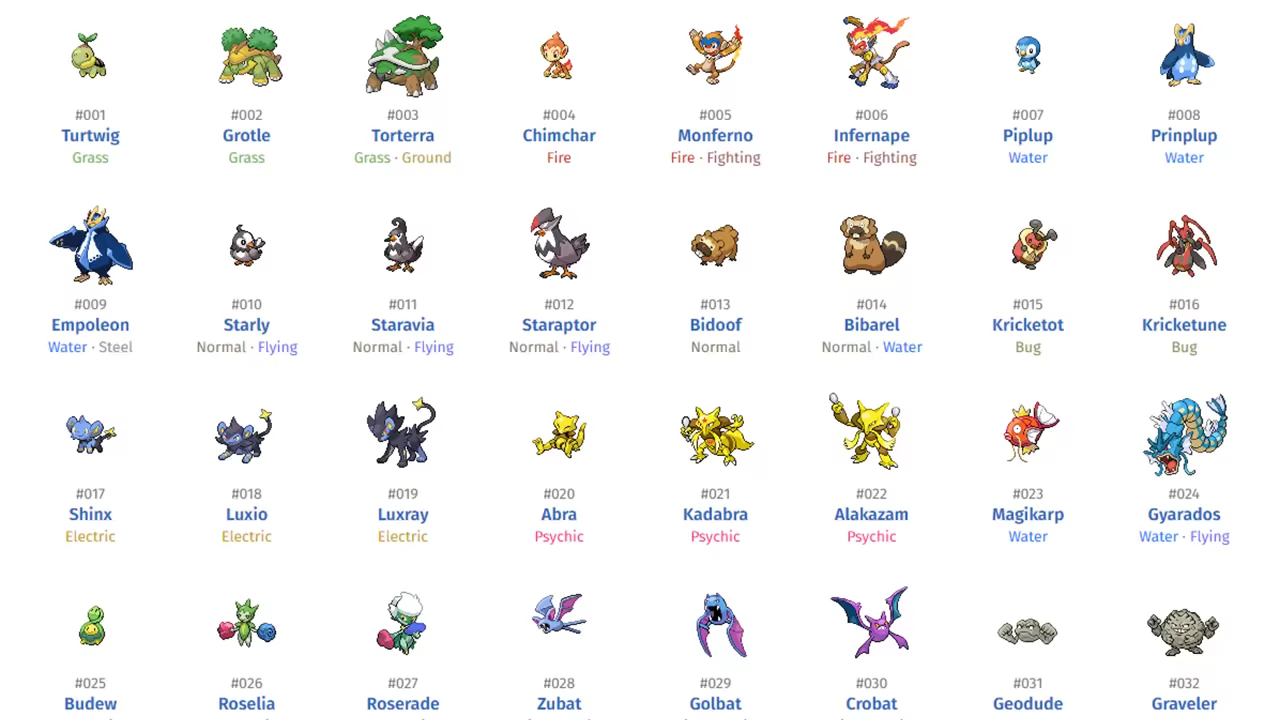 #001 #002 #003 #004 #005 #006 #007 #008
Turtwig Grotle Torterra Chimchar Monferno Infernape Piplup Prinplup
Grass Grass Grass · Ground Fire Fire · Fighting Fire · Fighting Water Water
#009 #010 #011 #012 #013 #014 #015 #016
Empoleon Starly Staravia Staraptor Bidoof Bibarel Kricketot Kricketune
Water · Steel Normal · Flying Normal · Flying Normal · Flying Normal Normal · Water Bug Bug
#017 #018 #019 #020 #021 #022 #023 #024
Shinx Luxio Luxray Abra Kadabra Alakazam Magikarp Gyarados
Electric Electric Electric Psychic Psychic Psychic Water Water · Flying
#025 #026 #027 #028 #029 #030 #031 #032
Budew Roselia Roserade Zubat Golbat Crobat Geodude Graveler